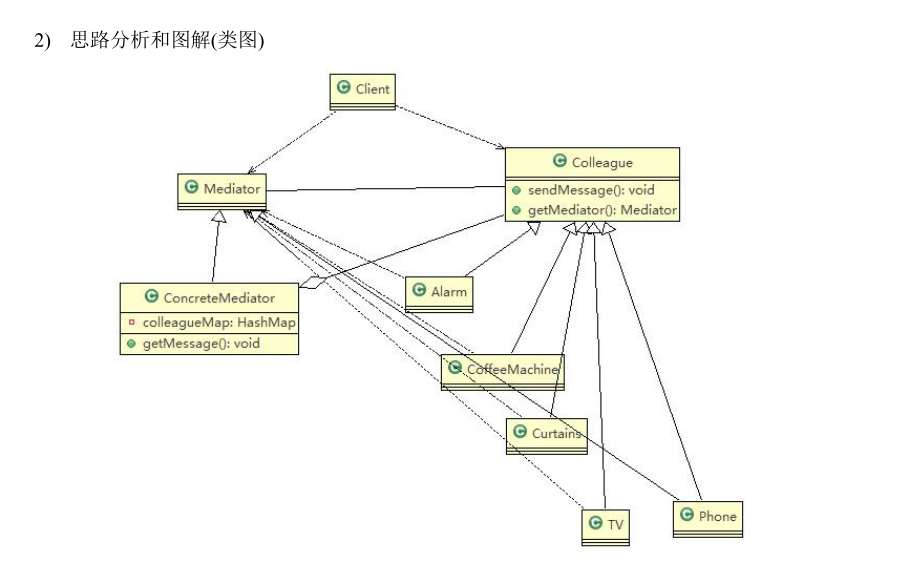 2) 思路分析和图解(类图)
Client
Colleague
sendMessage(): void
getMediator(): Mediator
Mediator
ConcreteMediator
colleagueMap: HashMap
getMessage(): void
Alarm
CoffeeMachine
Curtains
TV
Phone